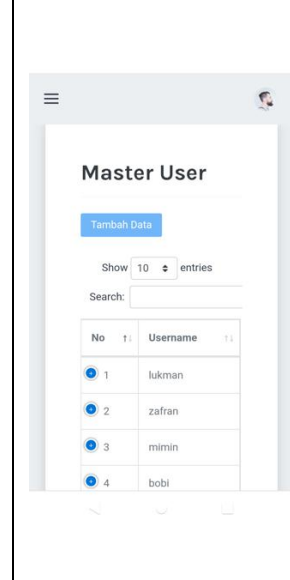 Master User
Tambah Data
Show 10 entries
Search:
No Username
1 lukman
2 zafran
3 mimin
4 bobi